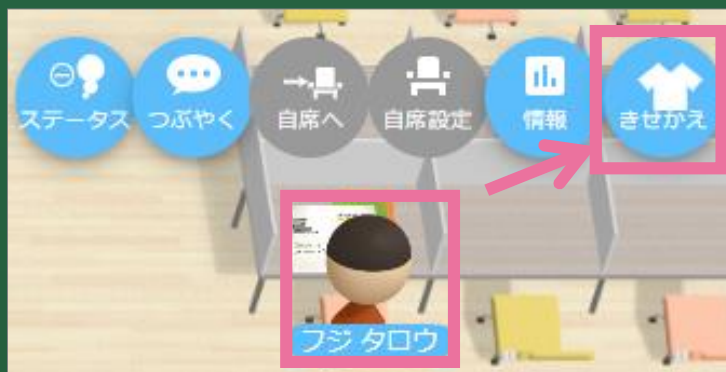 ステータス
つぶやく
自席へ
自席設定
情報
きせかえ
フジ タロウ